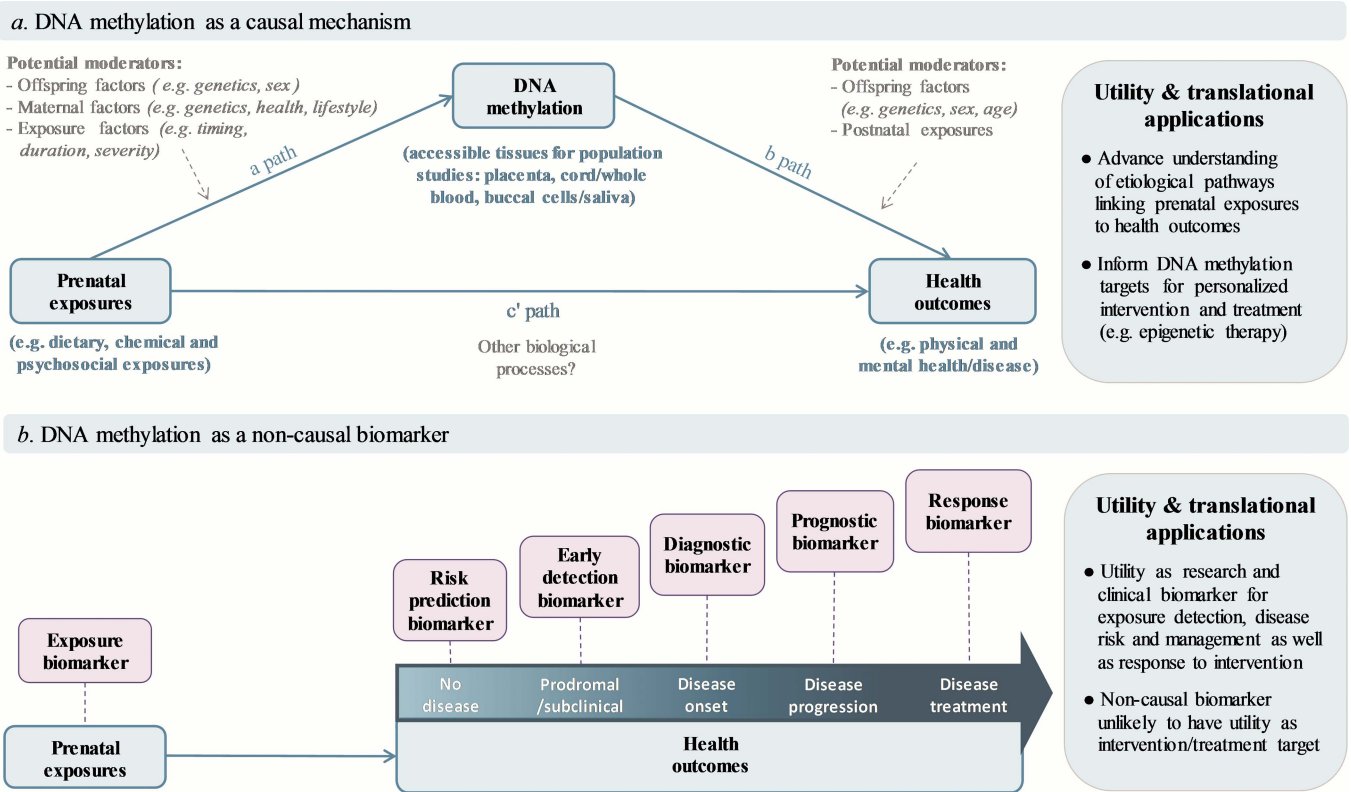 a. DNA methylation as a causal mechanism
Potential moderators:
- Offspring factors ( e.g. genetics, sex)
- Maternal factors (e.g. genetics, health, lifestyle)
- Exposure factors (e.g. timing,
duration, severity)
a path
DNA
methylation
(accessible tissues for population
studies: placenta, cord/whole
blood, buccal cells/saliva)
b path
Potential moderators:
- Offspring factors
(e.g. genetics, sex, age)
- Postnatal exposures
Prenatal
exposures
(e.g. dietary, chemical and
psychosocial exposures)
c' path
Other biological
processes?
Health
outcomes
(e.g. physical and
mental health/disease)
Utility & translational
applications
● Advance understanding
of etiological pathways
linking prenatal exposures
to health outcomes
● Inform DNA methylation
targets for personalized
intervention and treatment
(e.g. epigenetic therapy)
b. DNA methylation as a non-causal biomarker
Exposure
biomarker
Prenatal
exposures
Risk
prediction
biomarker
Early
detection
biomarker
Diagnostic
biomarker
Prognostic
biomarker
Response
biomarker
No
disease
Prodromal
/subclinical
Disease
onset
Disease
progression
Disease
treatment
Health
outcomes
Utility & translational
applications
● Utility as research and
clinical biomarker for
exposure detection, disease
risk and management as well
as response to intervention
● Non-causal biomarker
unlikely to have utility as
intervention/treatment target